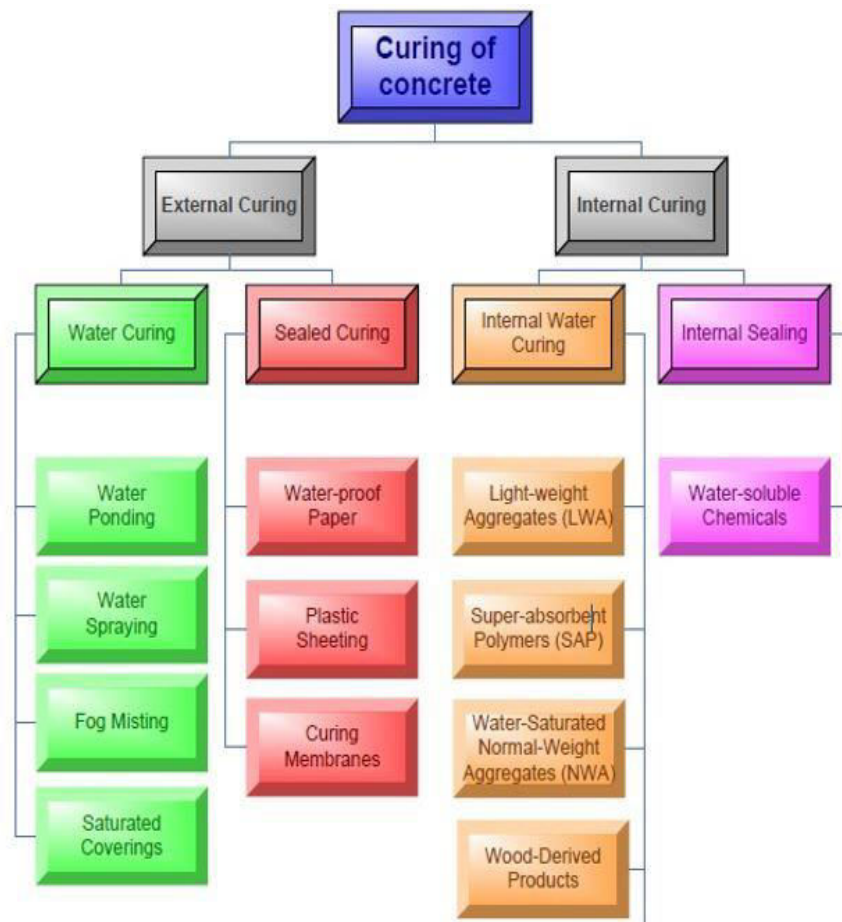 Curing of
concrete
External Curing
Internal Curing
Water Curing
Sealed Curing
Internal Water
Curing
Internal Sealing
Water
Ponding
Water-proof
Paper
Light-weight
Aggregates (LWA)
Water-soluble
Chemicals
Water
Spraying
Plastic
Sheeting
Super-absorbent
Polymers (SAP)
Fog Misting
Curing
Membranes
Water-Saturated
Normal-Weight
Aggregates (NWA)
Saturated
Coverings
Wood-Derived
Products